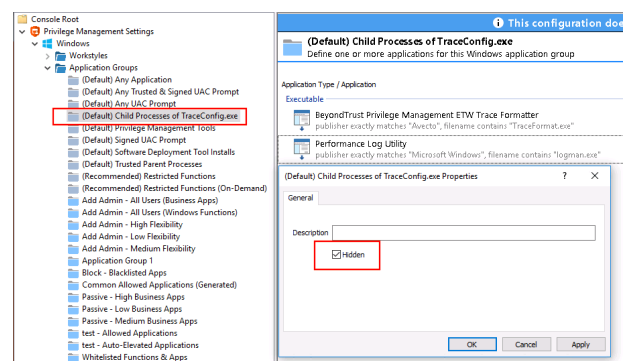 Console Root
Privilege Management Settings
Windows
Workstyles
Application Groups
(Default) Any Application
(Default) Any Trusted & Signed UAC Prompt
(Default) Any UAC Prompt
(Default) Child Processes of TraceConfig.exe
(Default) Privilege Management Tools
(Default) Signed UAC Prompt
(Default) Software Deployment Tool Installs
(Default) Trusted Parent Processes
(Recommended) Restricted Functions
(Recommended) Restricted Functions (On-Demand)
Add Admin - All Users (Business Apps)
Add Admin - All Users (Windows Functions)
Add Admin - High Flexibility
Add Admin - Low Flexibility
Add Admin - Medium Flexibility
Application Group 1
Block - Blacklisted Apps
Common Allowed Applications (Generated)
Passive - High Business Apps
Passive - Low Business Apps
Passive - Medium Business Apps
test - Allowed Applications
test - Auto-Elevated Applications
Whitelisted Functions & Apps
This configuration doe
(Default) Child Processes of TraceConfig.exe
Define one or more applications for this Windows application group
Application Type / Application
Executable
BeyondTrust Privilege Management ETW Trace Formatter
publisher exactly matches "Avecto", filename contains "TraceFormat.exe"
Performance Log Utility
publisher exactly matches "Microsoft Windows", filename contains "logman.exe"
(Default) Child Processes of TraceConfig.exe Properties
General
Description
Hidden
OK Cancel Apply